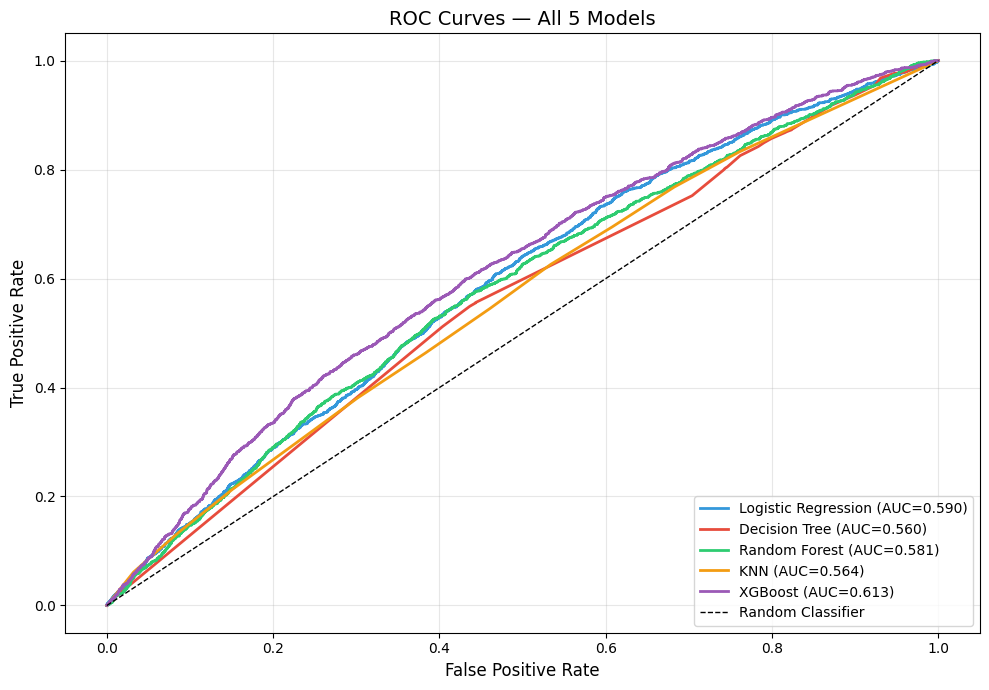 ROC Curves — All 5 Models
True Positive Rate
1.0
0.8
0.6
0.4
0.2
0.0
0.0 0.2 0.4 0.6 0.8 1.0
False Positive Rate
Logistic Regression (AUC=0.590)
Decision Tree (AUC=0.560)
Random Forest (AUC=0.581)
KNN (AUC=0.564)
XGBoost (AUC=0.613)
Random Classifier